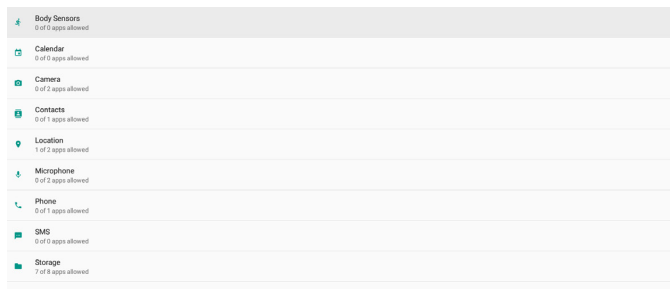 Body Sensors
0 of 0 apps allowed
Calendar
0 of 0 apps allowed
Camera
0 of 2 apps allowed
Contacts
0 of 1 apps allowed
Location
1 of 2 apps allowed
Microphone
0 of 2 apps allowed
Phone
0 of 1 apps allowed
SMS
0 of 0 apps allowed
Storage
7 of 8 apps allowed